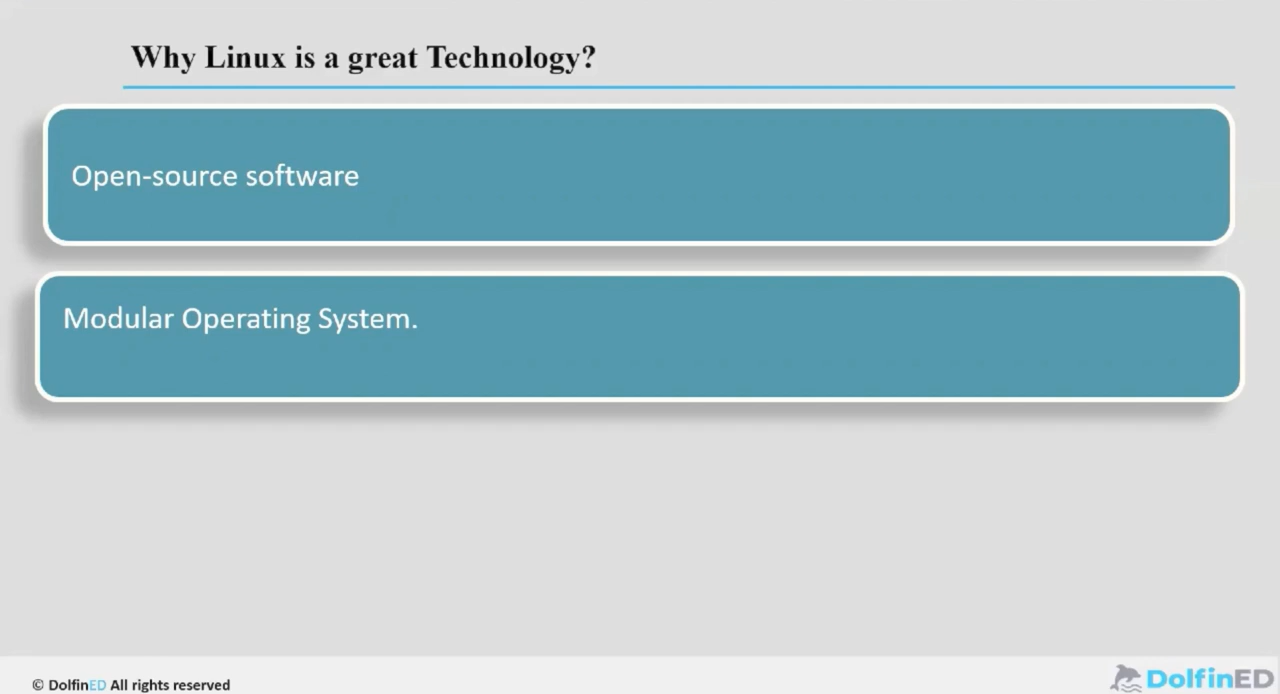 Why Linux is a great Technology?
Open-source software
Modular Operating System.
© DolfinED All rights reserved
DolfinED